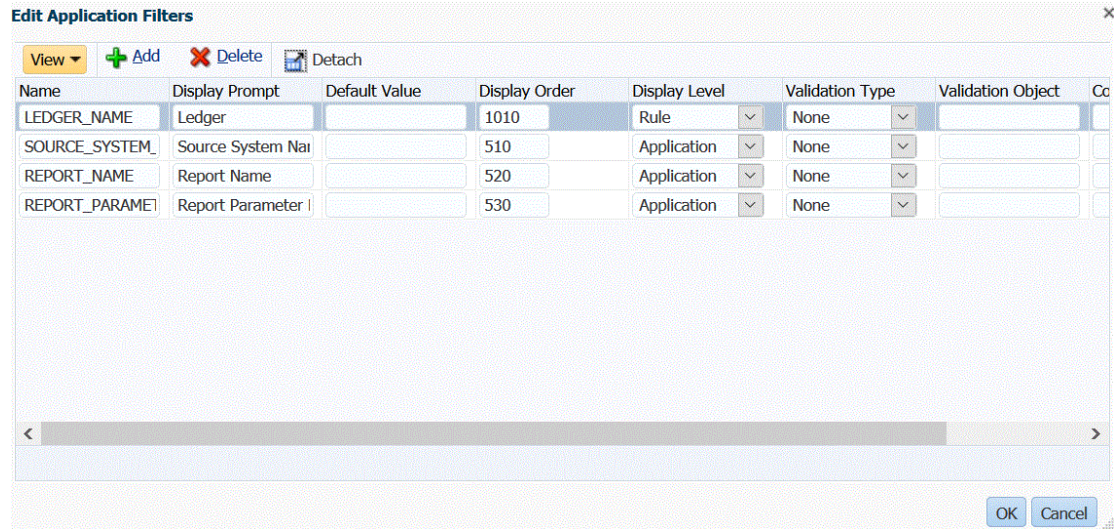 Edit Application Filters
View Add Delete Detach
Name Display Prompt Default Value Display Order Display Level Validation Type Validation Object Co
LEDGER_NAME Ledger 1010 Rule None
SOURCE_SYSTEM_ Source System Nar 510 Application None
REPORT_NAME Report Name 520 Application None
REPORT_PARAMET Report Parameter 530 Application None
OK Cancel